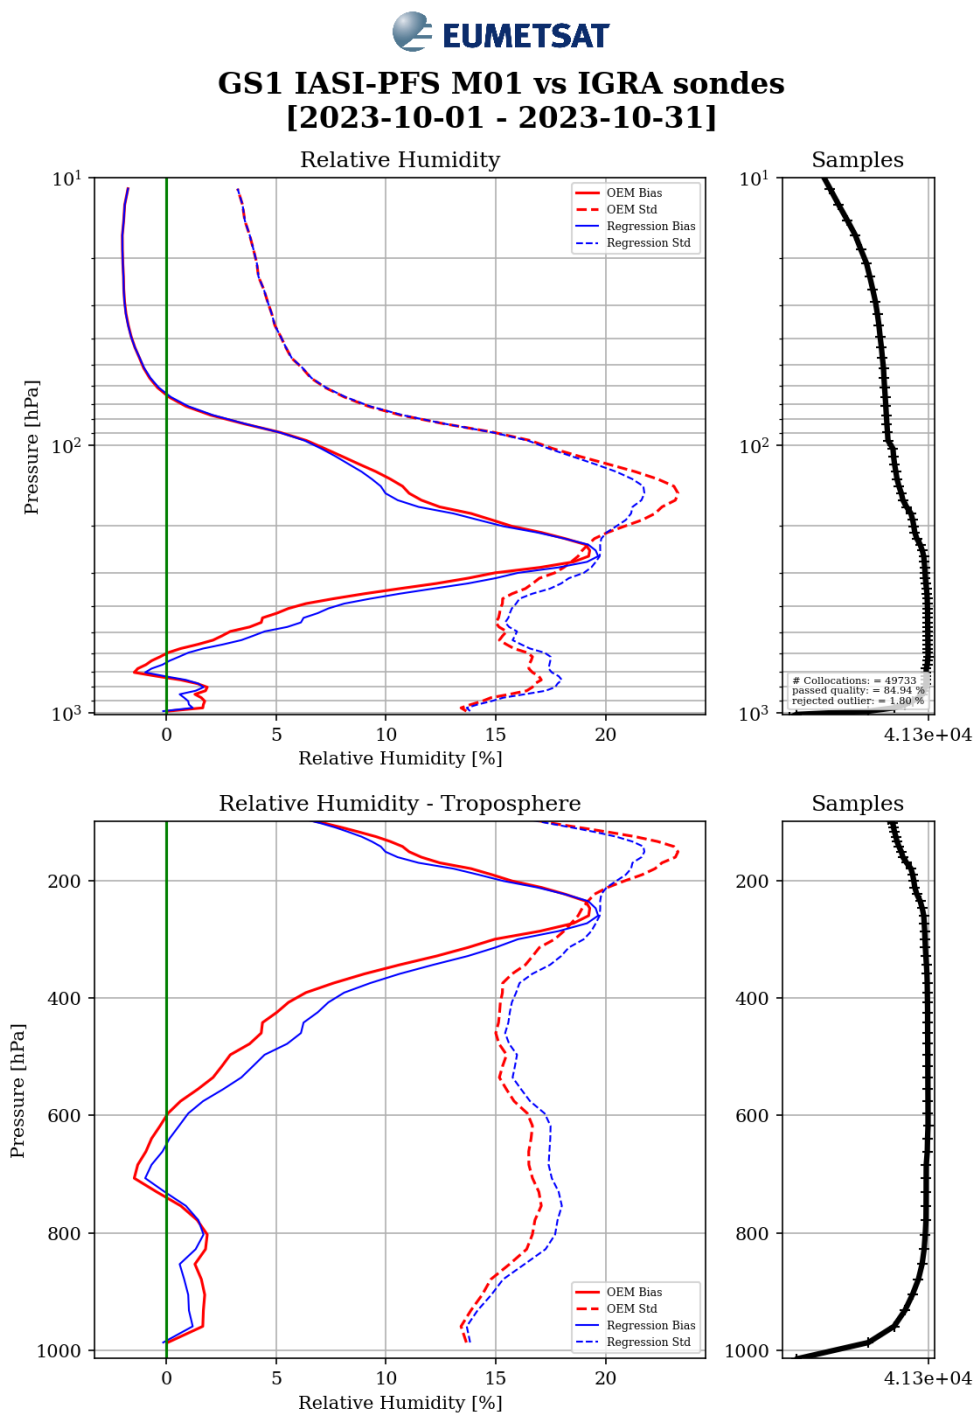 EUMETSAT
GS1 IASI-PFS M01 vs IGRA sondes
[2023-10-01 - 2023-10-31]
Relative Humidity
Samples
10¹
10²
10³
Pressure [hPa]
OEM Bias
OEM Std
Regression Bias
Regression Std
0
5
10
15
20
Relative Humidity [%]
10¹
10²
10³
# Collocations: = 49733
passed quality: = 84.94 %
rejected outlier: = 1.80 %
4.13e+04
Relative Humidity - Troposphere
Samples
200
400
600
800
1000
Pressure [hPa]
OEM Bias
OEM Std
Regression Bias
Regression Std
0
5
10
15
20
Relative Humidity [%]
200
400
600
800
1000
4.13e+04